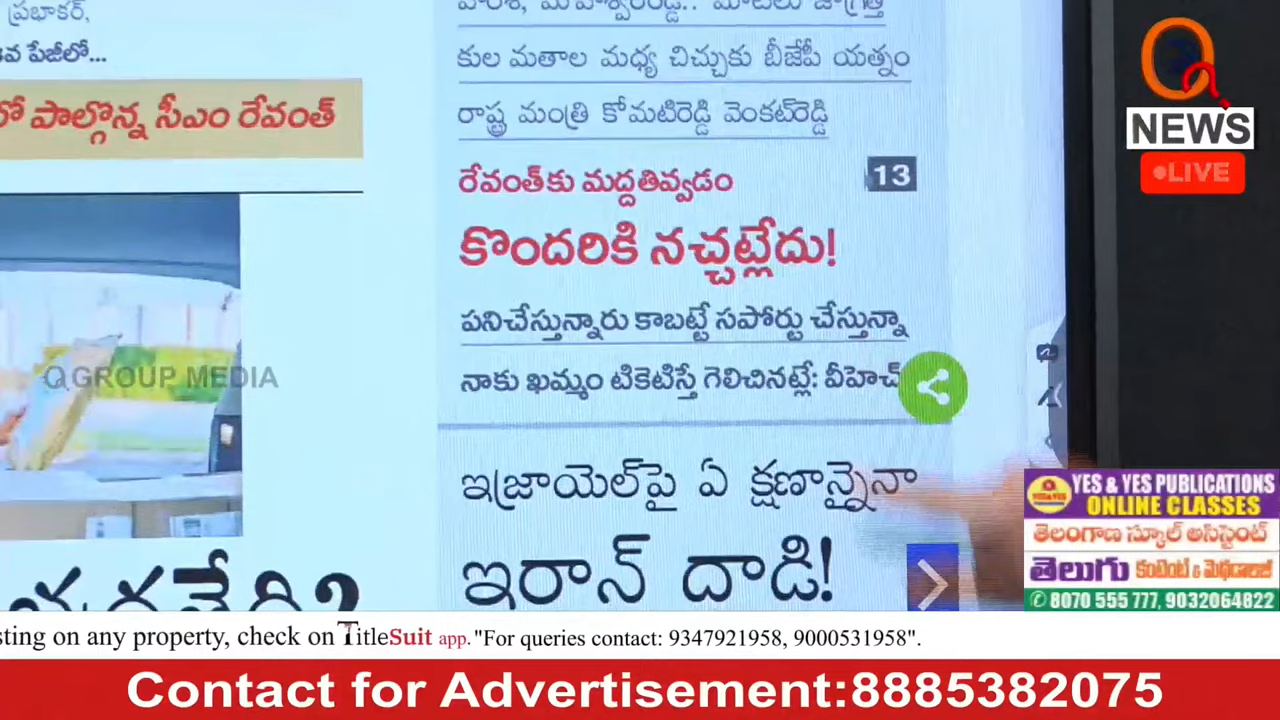 ప్రభాకర్,
వ పేజీలో...
పాల్గొన్న సీఎం రేవంత్
కుల మతాల మధ్య చిచ్చుకు బీజేపీ యత్నం
రాష్ట్ర మంత్రి కోమటిరెడ్డి వెంకట్‌రెడ్డి
రేవంత్‌కు మద్దతివ్వడం
13
కొందరికి నచ్చట్లేదు!
పనిచేస్తున్నారు కాబట్టే సపోర్టు చేస్తున్నా
నాకు ఖమ్మం టికెటిస్తే గెలిచినట్లే: వీహెచ్
ఇజ్రాయెల్‌పై ఏ క్షణాన్నైనా
ఇరాన్ దాడి!
Q GROUP MEDIA
Q
NEWS
LIVE
YES & YES PUBLICATIONS
ONLINE CLASSES
తెలంగాణ స్కూల్ అసిస్టెంట్
తెలుగు కంటెంట్ & మెథడాలజీ
8070 555 777, 9032064822
sting on any property, check on TitleSuit app. "For queries contact: 9347921958, 9000531958".
Contact for Advertisement:8885382075